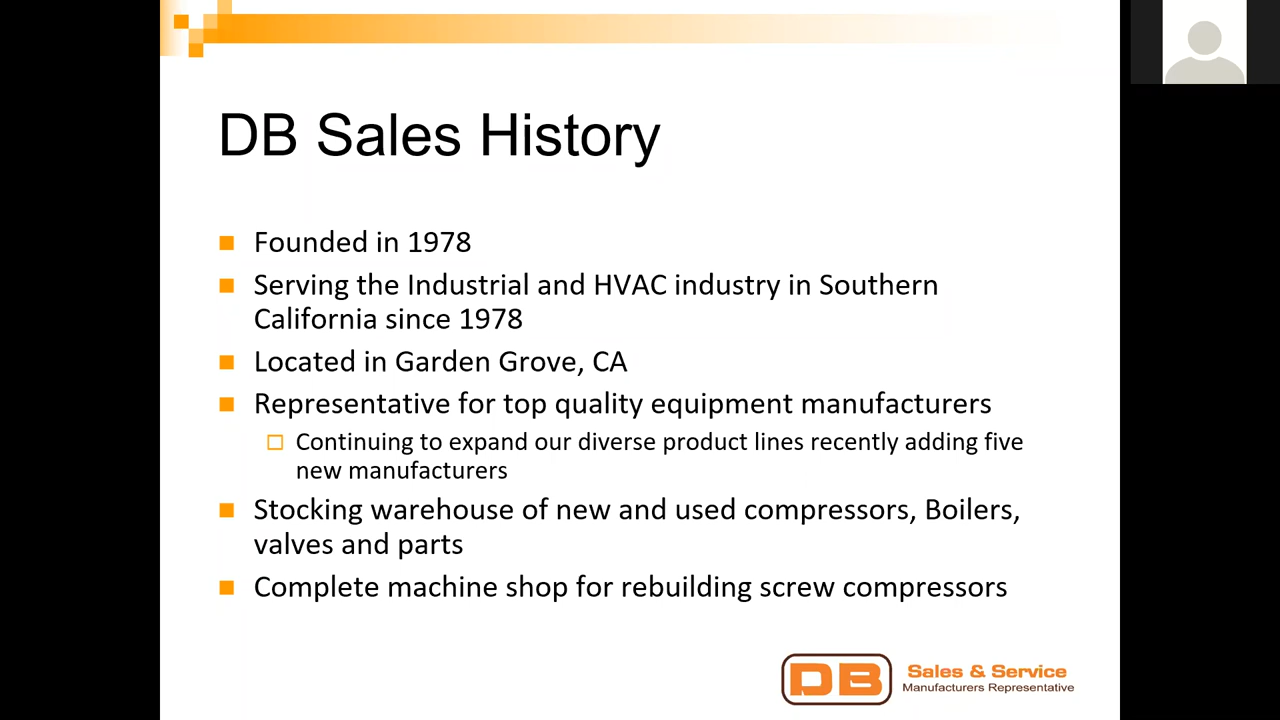 DB Sales History
Founded in 1978
Serving the Industrial and HVAC industry in Southern
California since 1978
Located in Garden Grove, CA
Representative for top quality equipment manufacturers
Continuing to expand our diverse product lines recently adding five
new manufacturers
Stocking warehouse of new and used compressors, Boilers,
valves and parts
Complete machine shop for rebuilding screw compressors
DB
Sales & Service
Manufacturers Representative